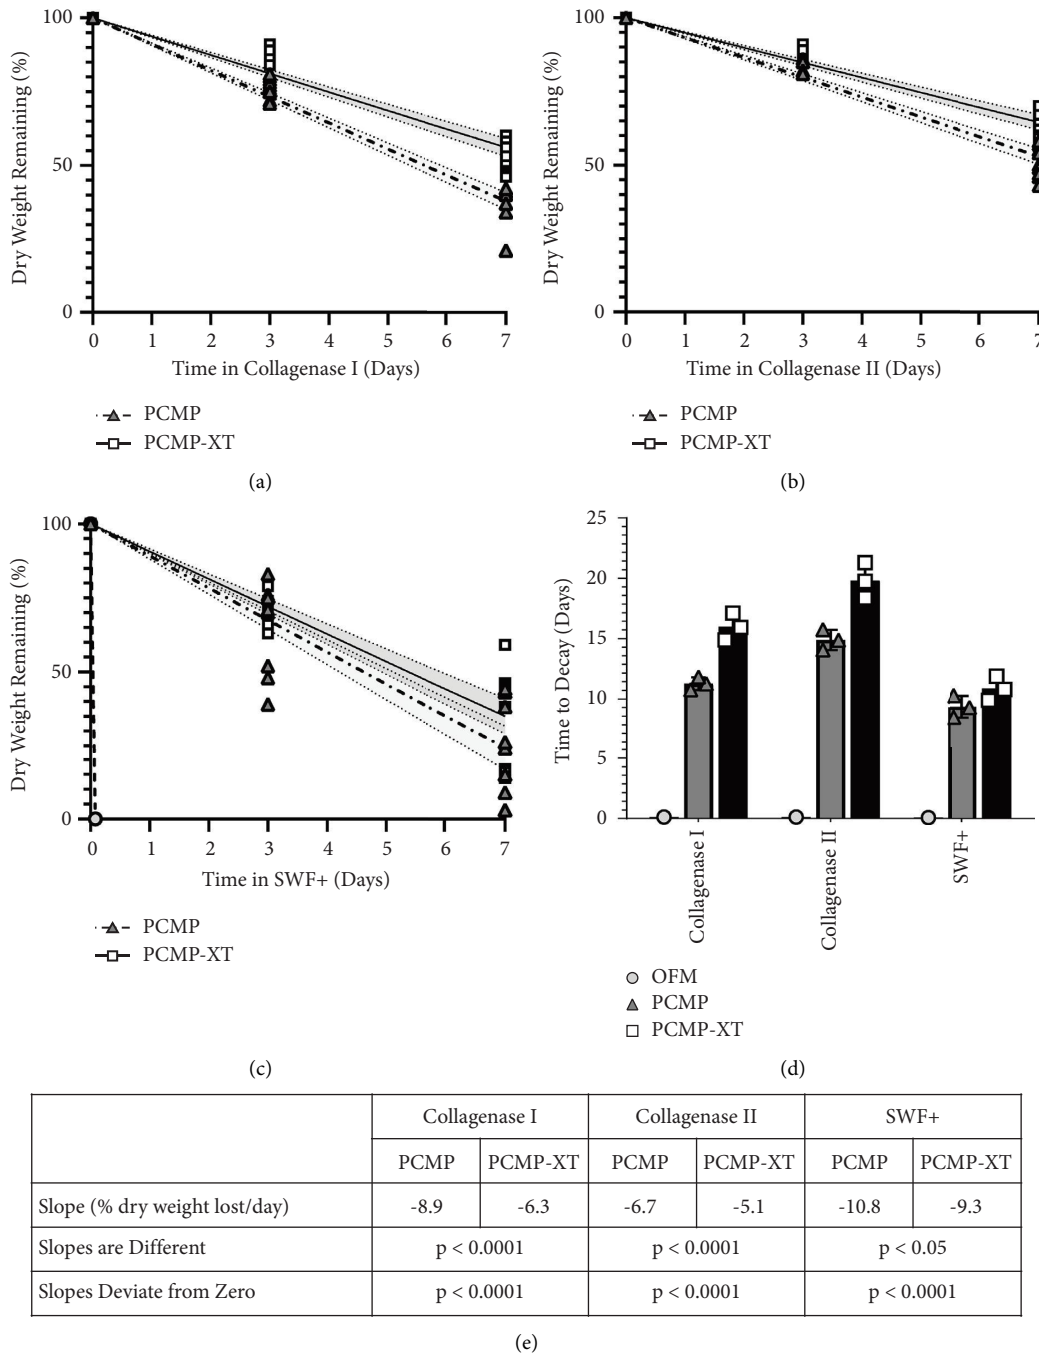 100
50
0
Dry Weight Remaining (%)
0 1 2 3 4 5 6 7
Time in Collagenase I (Days)
PCMP
PCMP-XT
(a)
100
50
0
Dry Weight Remaining (%)
0 1 2 3 4 5 6 7
Time in Collagenase II (Days)
PCMP
PCMP-XT
(b)
100
50
0
Dry Weight Remaining (%)
0 1 2 3 4 5 6 7
Time in SWF+ (Days)
PCMP
PCMP-XT
(c)
25
20
15
10
5
0
Time to Decay (Days)
Collagenase I
Collagenase II
SWF+
OFM
PCMP
PCMP-XT
(d)
Collagenase I Collagenase II SWF+
PCMP PCMP-XT PCMP PCMP-XT PCMP PCMP-XT
Slope (% dry weight lost/day) -8.9 -6.3 -6.7 -5.1 -10.8 -9.3
Slopes are Different p < 0.0001 p < 0.0001 p < 0.05
Slopes Deviate from Zero p < 0.0001 p < 0.0001 p < 0.0001
(e)